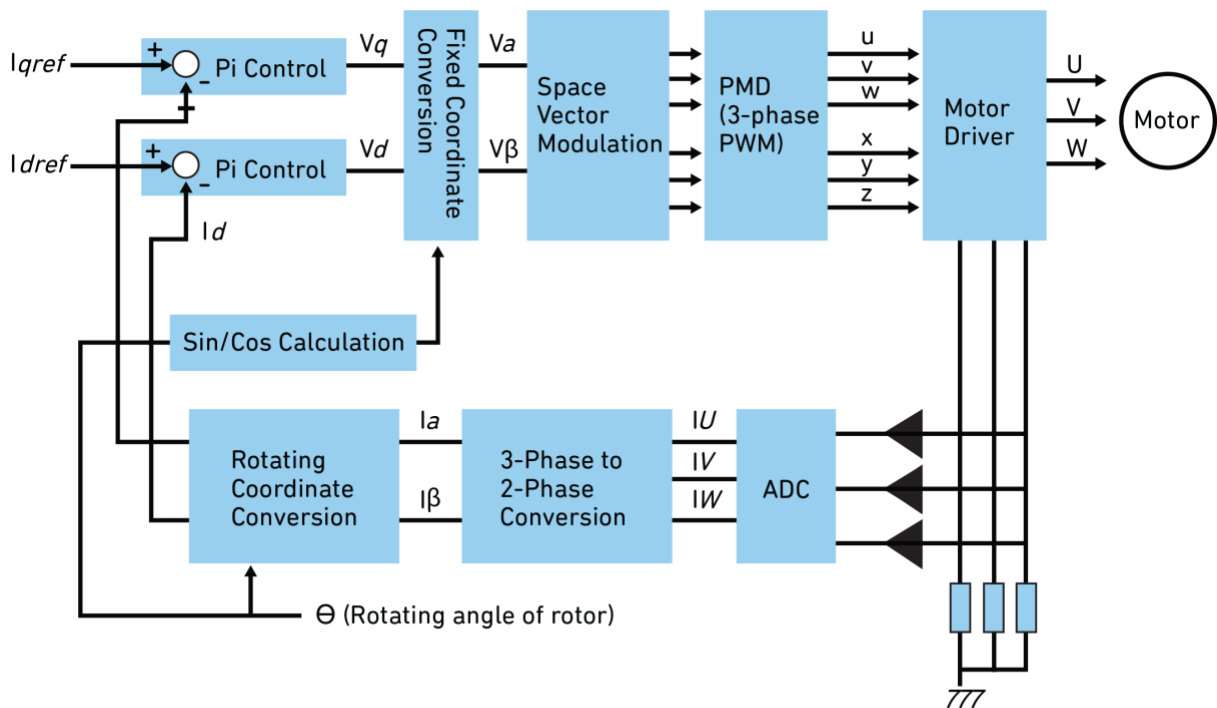 Iqref
+
-
Pi Control
Vq
Fixed Coordinate
Conversion
Va
Space
Vector
Modulation
PMD
(3-phase
PWM)
u
v
w
x
y
z
Motor
Driver
U
V
W
Motor
Idref
+
-
Pi Control
Vd
Vβ
Id
Sin/Cos Calculation
Rotating
Coordinate
Conversion
Ia
Iβ
3-Phase to
2-Phase
Conversion
IU
IV
IW
ADC
Θ (Rotating angle of rotor)